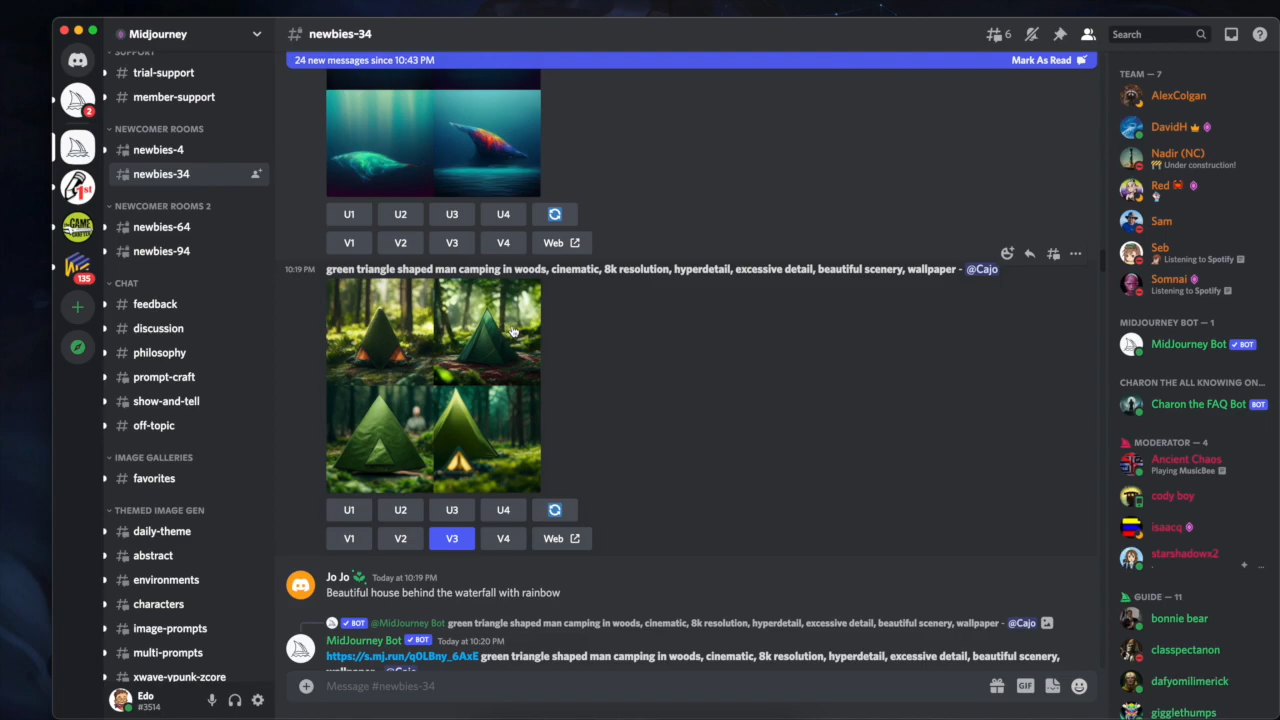 Midjourney
newbies-34
6
Search
SUPPORT
trial-support
member-support
NEWCOMER ROOMS
newbies-4
newbies-34
NEWCOMER ROOMS 2
newbies-64
newbies-94
CHAT
feedback
discussion
philosophy
prompt-craft
show-and-tell
off-topic
IMAGE GALLERIES
favorites
THEMED IMAGE GEN
daily-theme
abstract
environments
characters
image-prompts
multi-prompts
xwave-ypunk-zcore
Edo
#3514
2
1st
THE GAME CRAFTER
135
24 new messages since 10:43 PM
Mark As Read
U1 U2 U3 U4
V1 V2 V3 V4 Web
10:19 PM green triangle shaped man camping in woods, cinematic, 8k resolution, hyperdetail, excessive detail, beautiful scenery, wallpaper - @Cajo
U1 U2 U3 U4
V1 V2 V3 V4 Web
Jo Jo Today at 10:19 PM
Beautiful house behind the waterfall with rainbow
✓ BOT @MidJourney Bot green triangle shaped man camping in woods, cinematic, 8k resolution, hyperdetail, excessive detail, beautiful scenery, wallpaper - @Cajo
MidJourney Bot ✓ BOT Today at 10:20 PM
https://s.mj.run/q0LBny_6AxE green triangle shaped man camping in woods, cinematic, 8k resolution, hyperdetail, excessive detail, beautiful scenery,
wallpaper - @Cajo
Message #newbies-34
GIF
TEAM — 7
AlexColgan
DavidH
Nadir (NC)
Under construction!
Red
Sam
Seb
Listening to Spotify
Somnai
Listening to Spotify
MIDJOURNEY BOT — 1
MidJourney Bot ✓ BOT
CHARON THE ALL KNOWING ON...
Charon the FAQ Bot BOT
MODERATOR — 4
Ancient Chaos
Playing MusicBee
cody boy
isaacq
starshadowx2
GUIDE — 11
bonnie bear
classpectanon
dafyomilimerick
gigglethumps